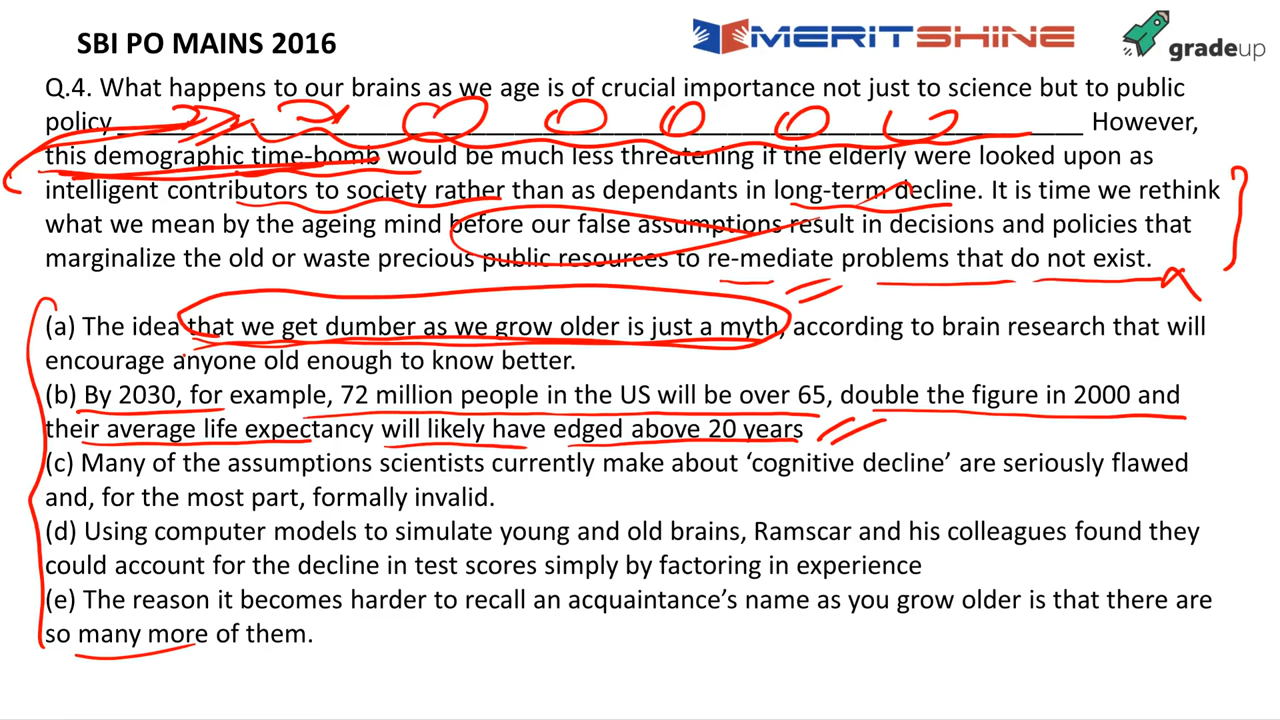 SBI PO MAINS 2016
MERITSHINE
gradeup
Q.4. What happens to our brains as we age is of crucial importance not just to science but to public
policy______________________________ However,
this demographic time-bomb would be much less threatening if the elderly were looked upon as
intelligent contributors to society rather than as dependants in long-term decline. It is time we rethink
what we mean by the ageing mind before our false assumptions result in decisions and policies that
marginalize the old or waste precious public resources to re-mediate problems that do not exist.
(a) The idea that we get dumber as we grow older is just a myth, according to brain research that will
encourage anyone old enough to know better.
(b) By 2030, for example, 72 million people in the US will be over 65, double the figure in 2000 and
their average life expectancy will likely have edged above 20 years
(c) Many of the assumptions scientists currently make about ‘cognitive decline’ are seriously flawed
and, for the most part, formally invalid.
(d) Using computer models to simulate young and old brains, Ramscar and his colleagues found they
could account for the decline in test scores simply by factoring in experience
(e) The reason it becomes harder to recall an acquaintance’s name as you grow older is that there are
so many more of them.